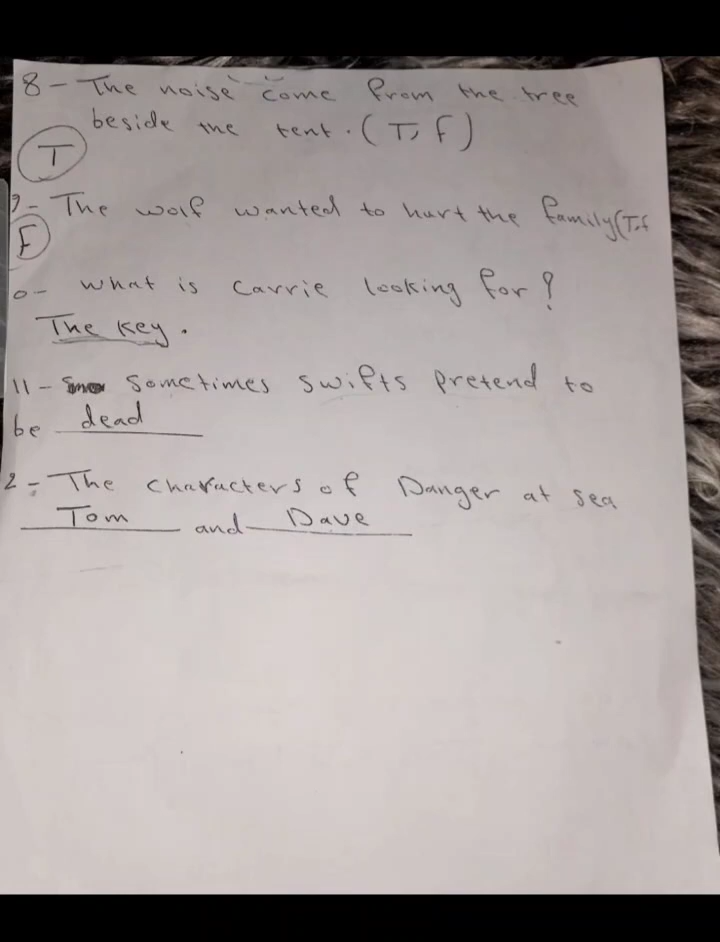 8 - The noise come from the tree
beside the tent. (T, F)
T
9- The wolf wanted to hurt the family (T,f
F
0- what is Carrie looking for?
The key.
11 - Sometimes swifts pretend to
be dead
2 - The characters of Danger at sea
Tom and Dave